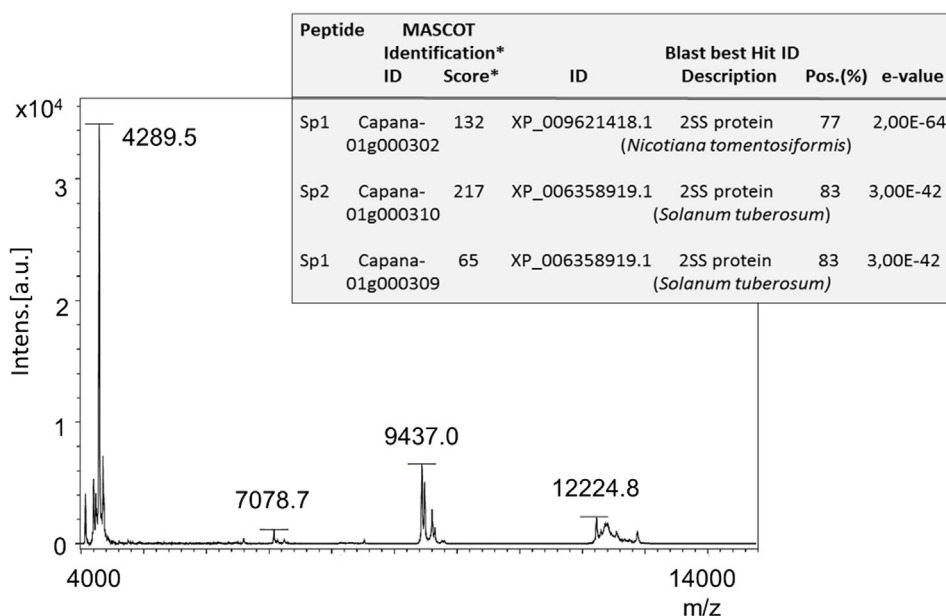 Peptide MASCOT
Identification* Blast best Hit ID
ID Score* ID Description Pos.(%) e-value
Sp1 Capana- 132 XP_009621418.1 2SS protein 77 2,00E-64
01g000302 (Nicotiana tomentosiformis)
Sp2 Capana- 217 XP_006358919.1 2SS protein 83 3,00E-42
01g000310 (Solanum tuberosum)
Sp1 Capana- 65 XP_006358919.1 2SS protein 83 3,00E-42
01g000309 (Solanum tuberosum)
x10⁴
4289.5
3
Intens.[a.u.]
2
1
9437.0
7078.7
12224.8
0
4000
14000
m/z